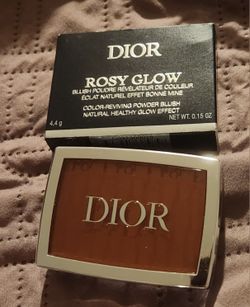 DIOR
ROSY GLOW
BLUSH POUDRE RÉVÉLATEUR DE COULEUR
ÉCLAT NATUREL EFFET BONNE MINE
COLOR-REVIVING POWDER BLUSH
NATURAL HEALTHY GLOW EFFECT
4,4 g
NET WT. 0.15 OZ.
DIOR